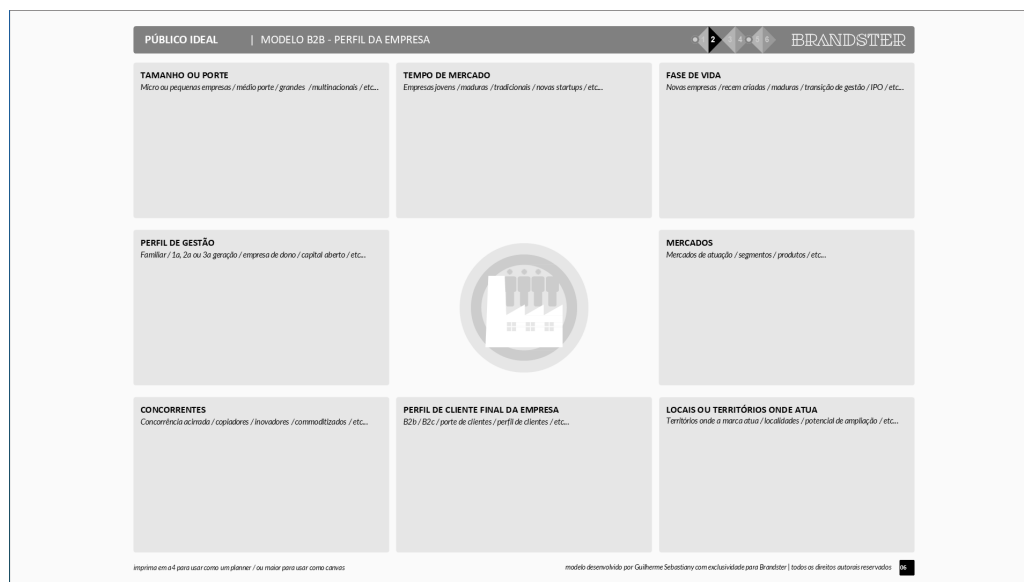 PÚBLICO IDEAL | MODELO B2B - PERFIL DA EMPRESA
2 3 4 5 6
BRANDSTER
TAMANHO OU PORTE
Micro ou pequenas empresas / médio porte / grandes / multinacionais / etc...
TEMPO DE MERCADO
Empresas jovens / maduras / tradicionais / novas startups / etc...
FASE DE VIDA
Novas empresas / recem criadas / maduras / transição de gestão / IPO / etc...
PERFIL DE GESTÃO
Familiar / 1a, 2a ou 3a geração / empresa de dono / capital aberto / etc...
MERCADOS
Mercados de atuação / segmentos / produtos / etc...
CONCORRENTES
Concorrência acirrada / copiadores / inovadores / commoditizados / etc...
PERFIL DE CLIENTE FINAL DA EMPRESA
B2b / B2c / porte de clientes / perfil de clientes / etc...
LOCAIS OU TERRITÓRIOS ONDE ATUA
Territórios onde a marca atua / localidades / potencial de ampliação / etc...
imprima em a4 para usar como um planner / ou maior para usar como canvas
modelo desenvolvido por Guilherme Sebastiany com exclusividade para Brandster | todos os direitos autorais reservados
06